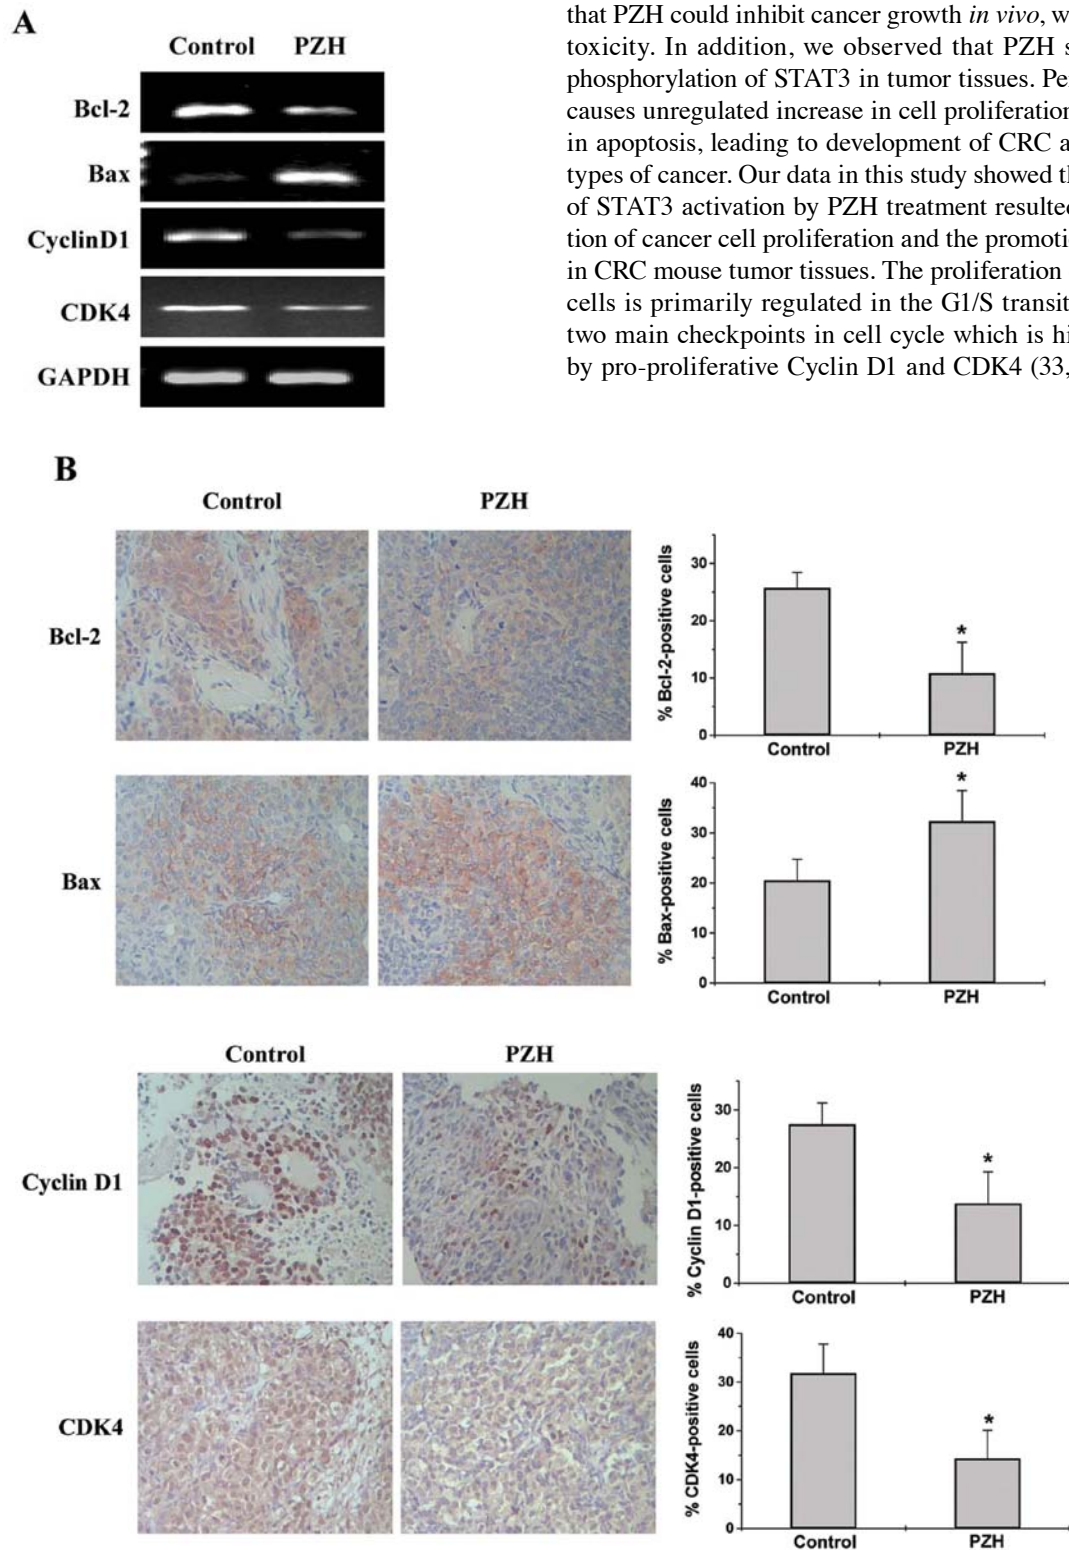 A
Control PZH
Bcl-2
Bax
CyclinD1
CDK4
GAPDH
that PZH could inhibit cancer growth in vivo, w
toxicity. In addition, we observed that PZH s
phosphorylation of STAT3 in tumor tissues. Pe
causes unregulated increase in cell proliferation
in apoptosis, leading to development of CRC a
types of cancer. Our data in this study showed t
of STAT3 activation by PZH treatment resulted
tion of cancer cell proliferation and the promoti
in CRC mouse tumor tissues. The proliferation
cells is primarily regulated in the G1/S transit
two main checkpoints in cell cycle which is hi
by pro-proliferative Cyclin D1 and CDK4 (33,
B
Control PZH
Bcl-2
% Bcl-2-positive cells
30
20
10
0
*
Control PZH
Bax
% Bax-positive cells
40
30
20
10
0
*
Control PZH
Control PZH
Cyclin D1
% Cyclin D1-positive cells
30
20
10
0
*
Control PZH
CDK4
% CDK4-positive cells
40
30
20
10
0
*
Control PZH